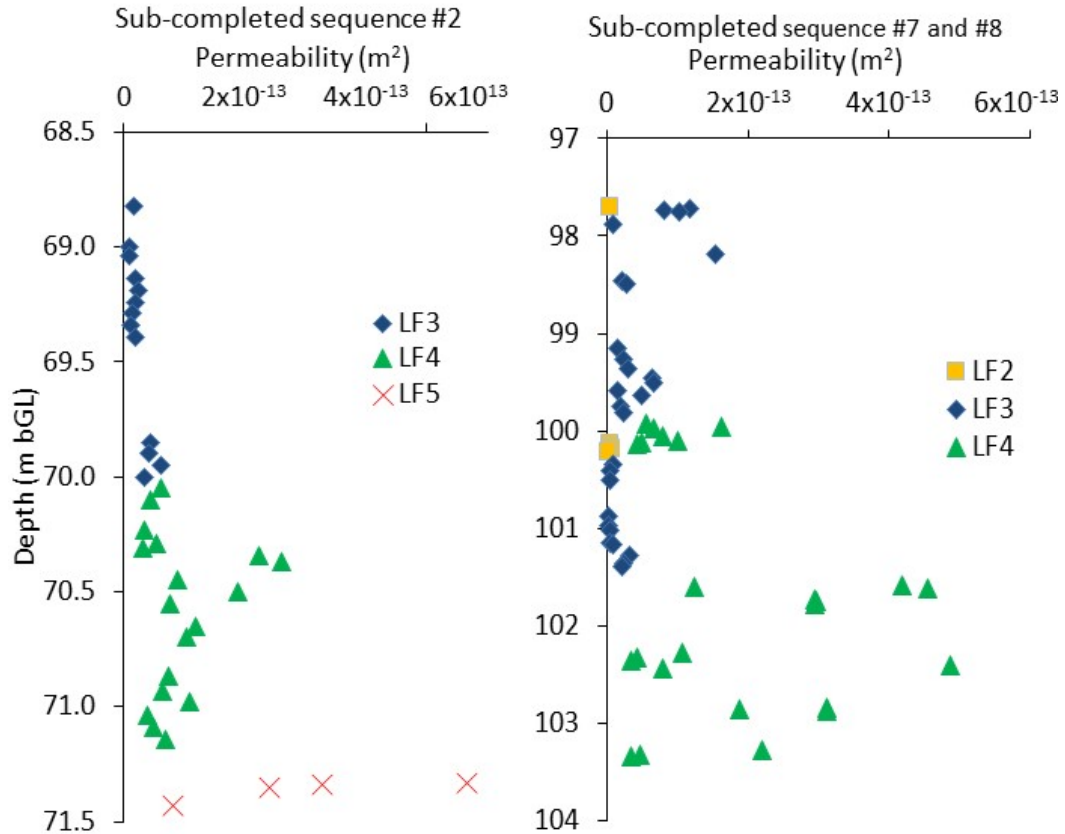 Sub-completed sequence #2
Permeability (m²)
0 2x10⁻¹³ 4x10⁻¹³ 6x10¹³
68.5
69.0
69.5
70.0
70.5
71.0
71.5
Depth (m bGL)
LF3
LF4
LF5
Sub-completed sequence #7 and #8
Permeability (m²)
0 2x10⁻¹³ 4x10⁻¹³ 6x10⁻¹³
97
98
99
100
101
102
103
104
LF2
LF3
LF4